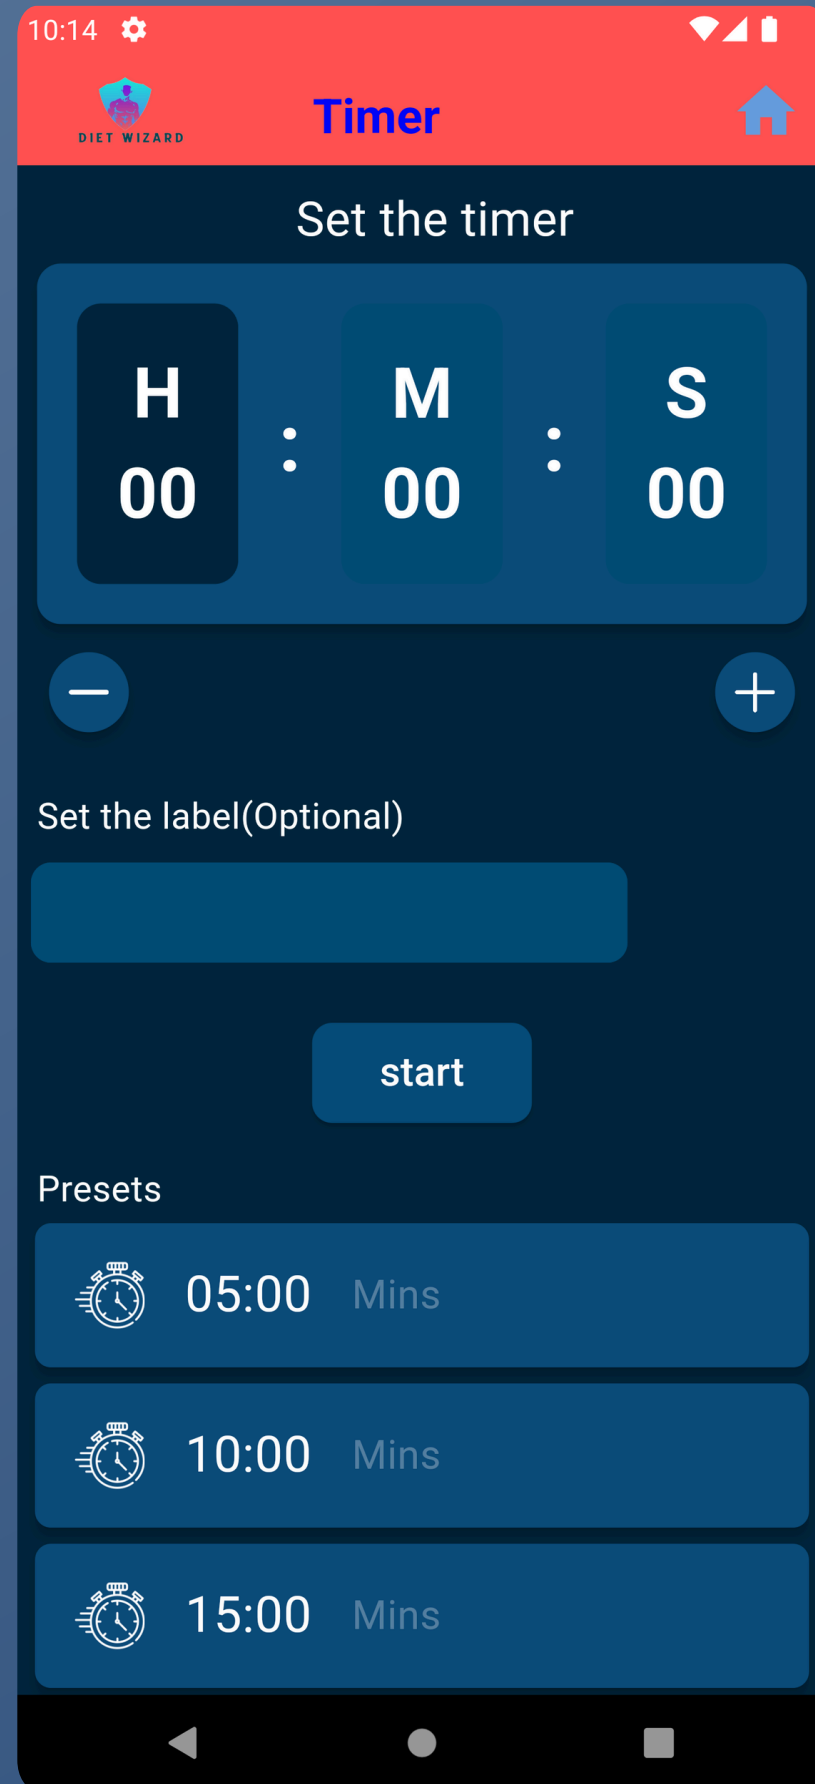 10:14
DIET WIZARD
Timer
Set the timer
H : M : S
00 00 00
Set the label(Optional)
start
Presets
05:00 Mins
10:00 Mins
15:00 Mins